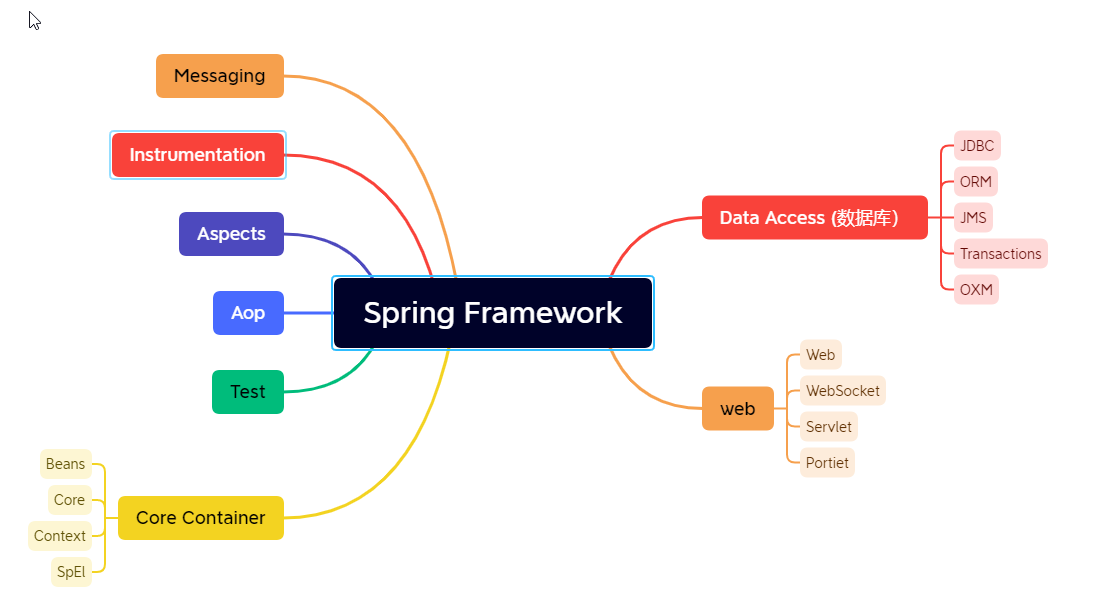 Spring Framework
Messaging
Instrumentation
Aspects
Aop
Test
Core Container
Beans
Core
Context
SpEl
Data Access (数据库）
JDBC
ORM
JMS
Transactions
OXM
web
Web
WebSocket
Servlet
Portiet